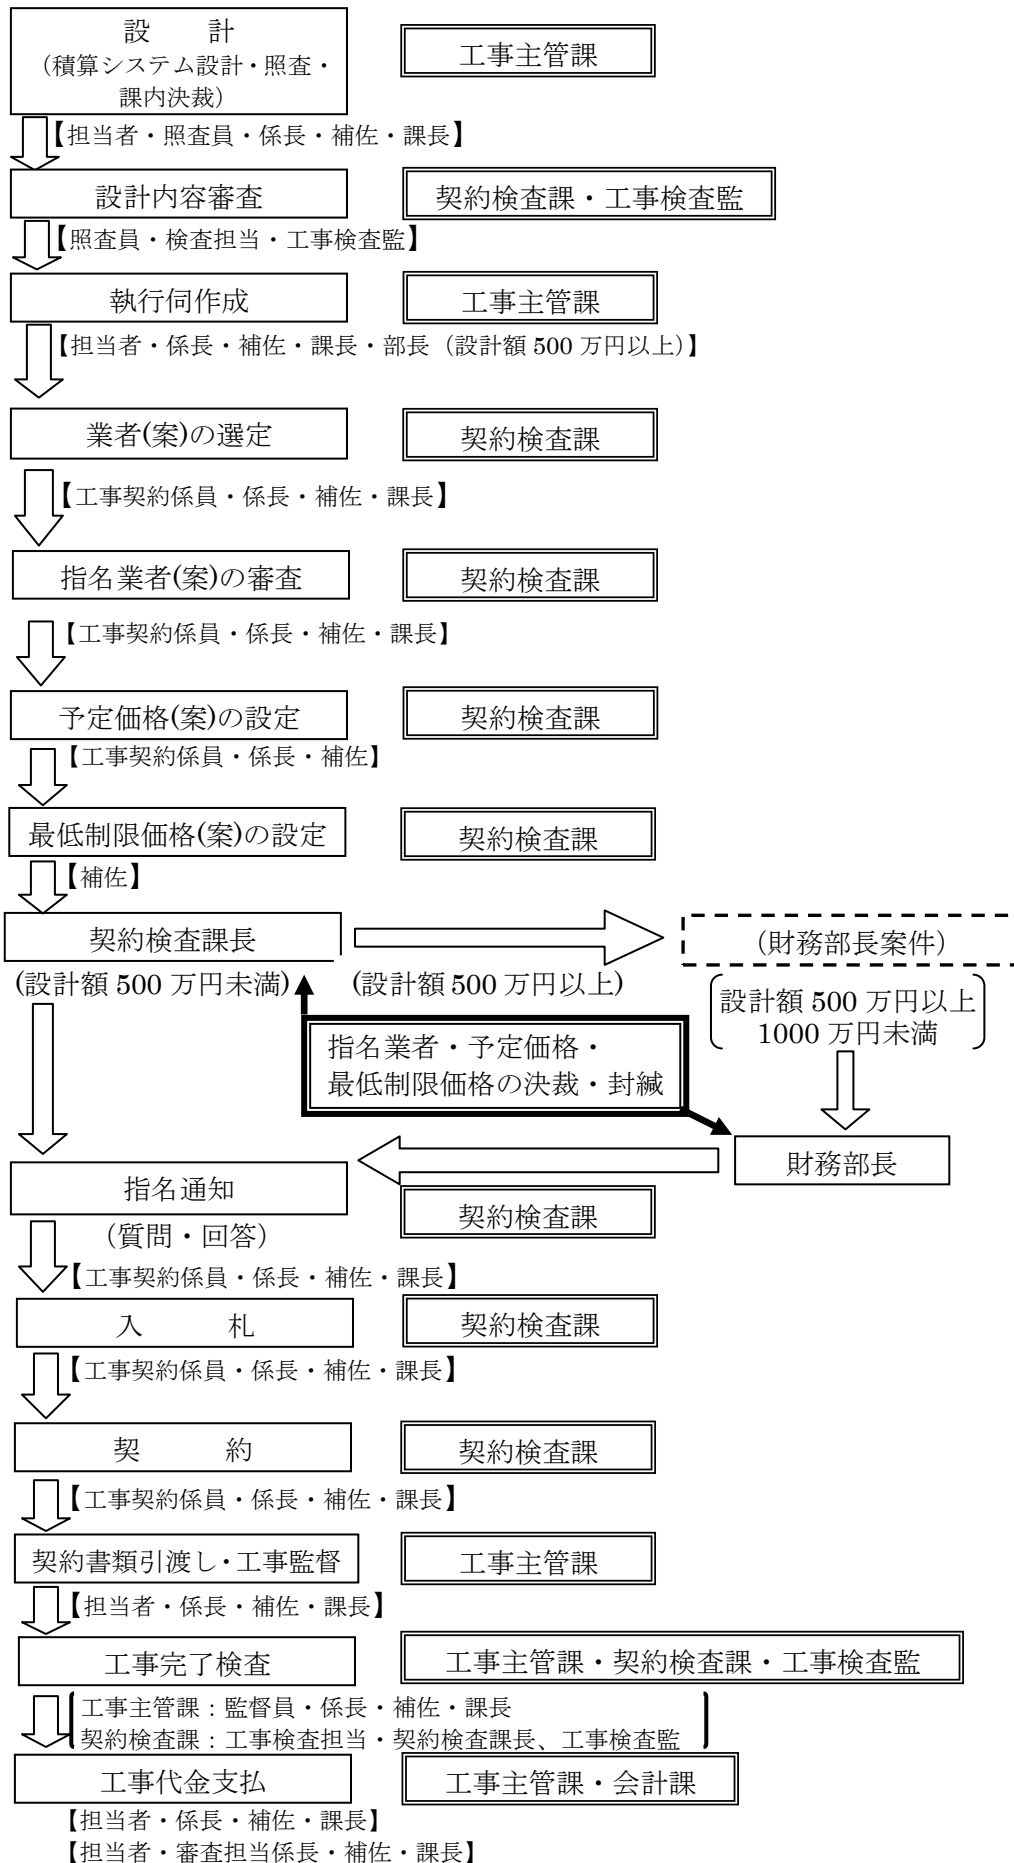 設　　計
（積算システム設計・照査・
課内決裁）
工事主管課
【担当者・照査員・係長・補佐・課長】
設計内容審査
契約検査課・工事検査監
【照査員・検査担当・工事検査監】
執行伺作成
工事主管課
【担当者・係長・補佐・課長・部長（設計額 500 万円以上）】
業者(案)の選定
契約検査課
【工事契約係員・係長・補佐・課長】
指名業者(案)の審査
契約検査課
【工事契約係員・係長・補佐・課長】
予定価格(案)の設定
契約検査課
【工事契約係員・係長・補佐】
最低制限価格(案)の設定
契約検査課
【補佐】
契約検査課長
(財務部長案件)
(設計額 500 万円未満)
(設計額 500 万円以上)
設計額 500 万円以上
1000 万円未満
指名業者・予定価格・
最低制限価格の決裁・封緘
財務部長
指名通知
契約検査課
（質問・回答）
【工事契約係員・係長・補佐・課長】
入　　札
契約検査課
【工事契約係員・係長・補佐・課長】
契　　約
契約検査課
【工事契約係員・係長・補佐・課長】
契約書類引渡し・工事監督
工事主管課
【担当者・係長・補佐・課長】
工事完了検査
工事主管課・契約検査課・工事検査監
工事主管課：監督員・係長・補佐・課長
契約検査課：工事検査担当・契約検査課長、工事検査監
工事代金支払
工事主管課・会計課
【担当者・係長・補佐・課長】
【担当者・審査担当係長・補佐・課長】